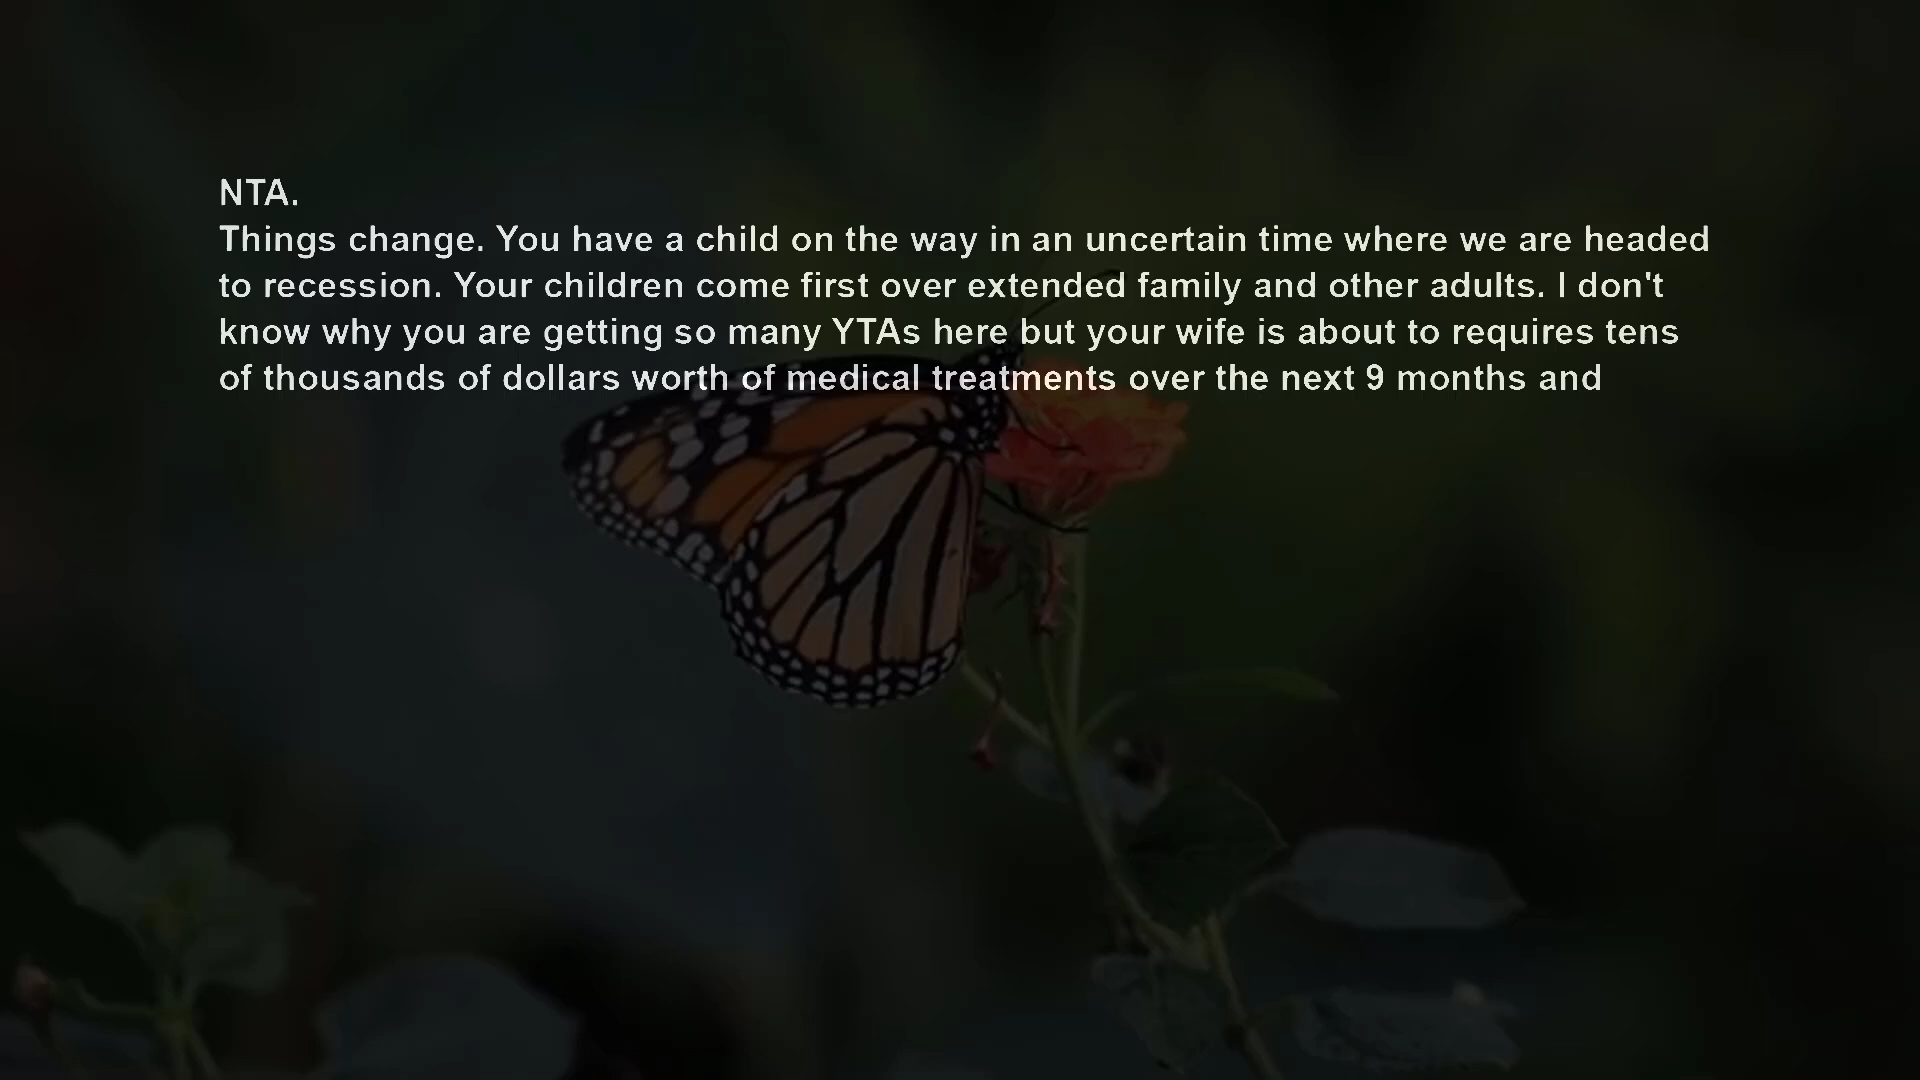 NTA.
Things change. You have a child on the way in an uncertain time where we are headed
to recession. Your children come first over extended family and other adults. I don't
know why you are getting so many YTAs here but your wife is about to requires tens
of thousands of dollars worth of medical treatments over the next 9 months and